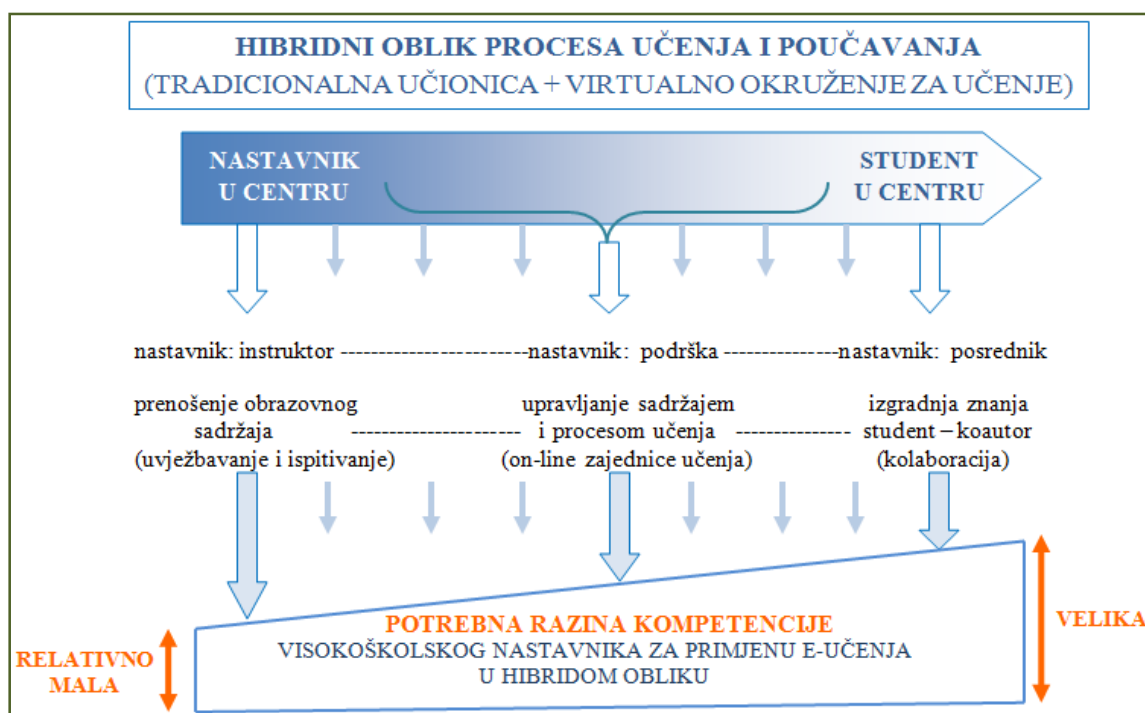 HIBRIDNI OBLIK PROCESA UČENJA I POUČAVANJA
(TRADICIONALNA UČIONICA + VIRTUALNO OKRUŽENJE ZA UČENJE)
NASTAVNIK
U CENTRU
STUDENT
U CENTRU
nastavnik: instruktor ------------------------- nastavnik: podrška --------------- nastavnik: posrednik
prenošenje obrazovnog
sadržaja
(uvježbavanje i ispitivanje)
upravljanje sadržajem
i procesom učenja
(on-line zajednice učenja)
izgradnja znanja
student – koautor
(kolaboracija)
POTREBNA RAZINA KOMPETENCIJE
VISOKOŠKOLSKOG NASTAVNIKA ZA PRIMJENU E-UČENJA
U HIBRIDOM OBLIKU
RELATIVNO
MALA
VELIKA